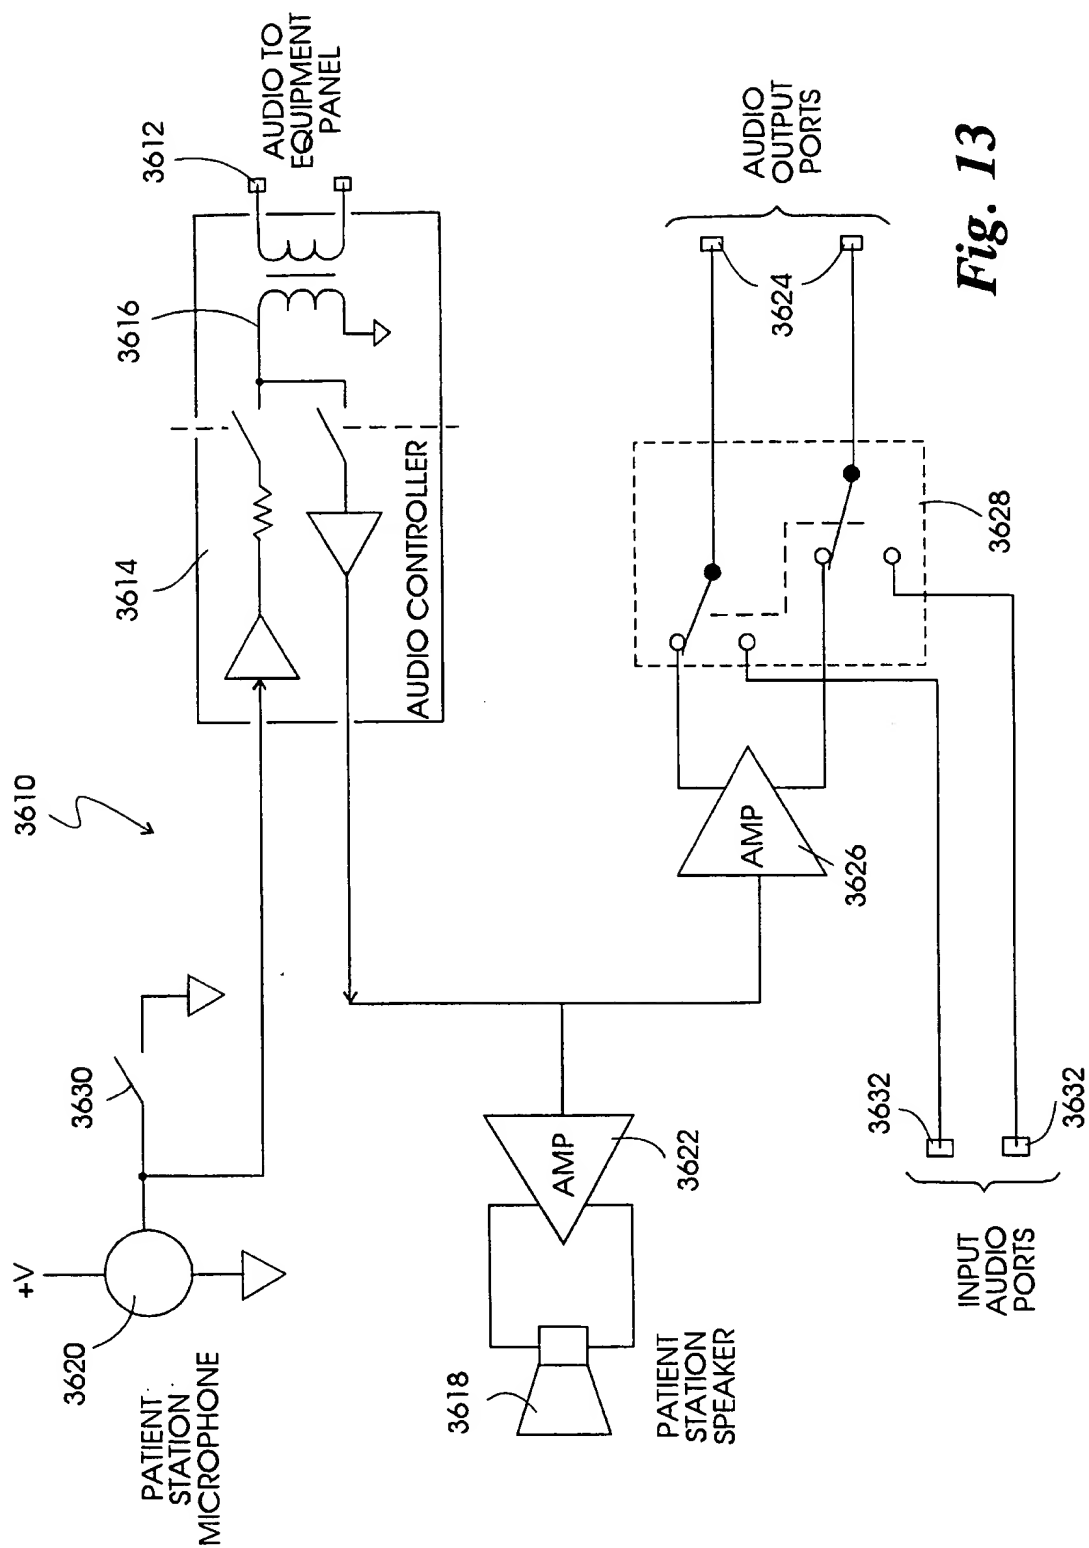 3610
+V
3620
PATIENT
STATION
MICROPHONE
3630
3614
3616
3612
AUDIO TO
EQUIPMENT
PANEL
AUDIO CONTROLLER
3618
PATIENT
STATION
SPEAKER
AMP
3622
AMP
3626
3628
3624
AUDIO
OUTPUT
PORTS
INPUT
AUDIO
PORTS
3632
3632
Fig. 13